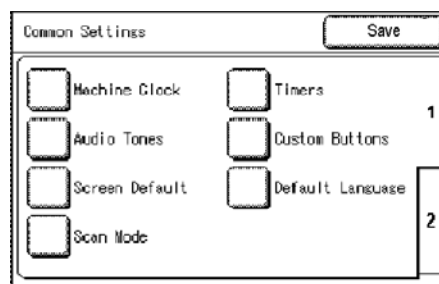 Common Settings
Save
Machine Clock
Timers
1
Audio Tones
Custom Buttons
Screen Default
Default Language
2
Scan Mode